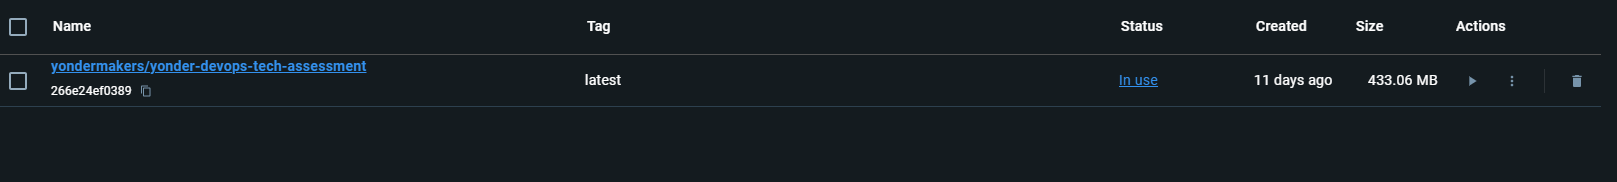 Name Tag Status Created Size Actions
yondermakers/yonder-devops-tech-assessment
266e24ef0389
latest In use 11 days ago 433.06 MB